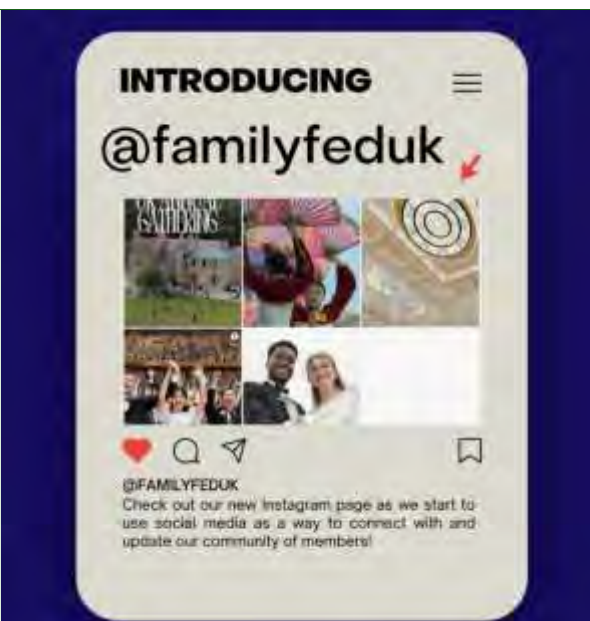 INTRODUCING
@familyfeduk
GATHERING
@FAMILYFEDUK
Check out our new Instagram page as we start to
use social media as a way to connect with and
update our community of members!